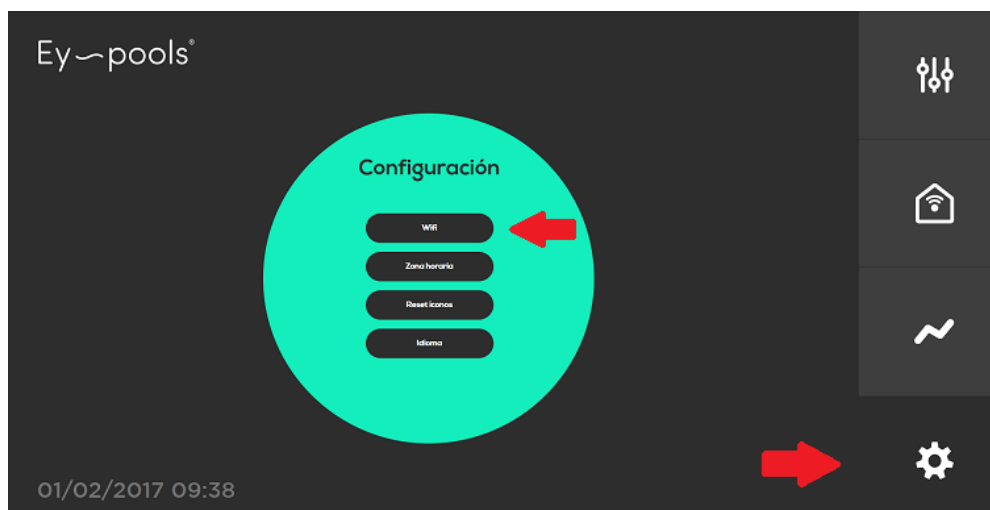 Ey-pools®
Configuración
Wifi
Zona horaria
Reset iconos
Idioma
01/02/2017 09:38